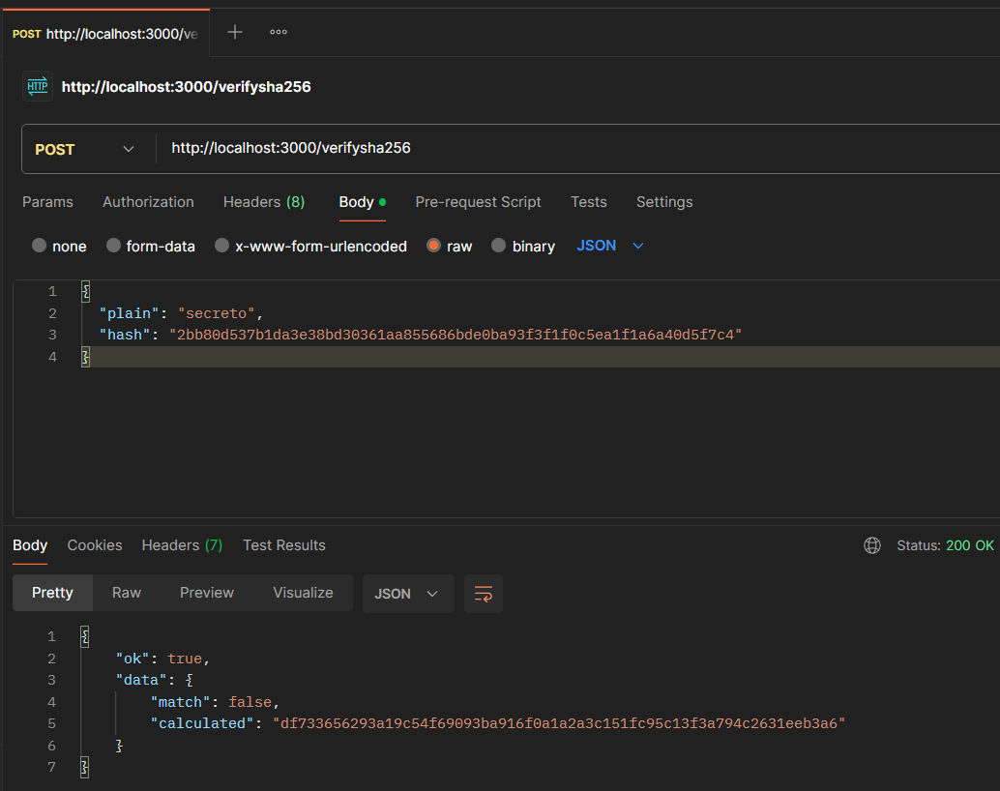 POST http://localhost:3000/ve
HTTP http://localhost:3000/verifysha256
POST http://localhost:3000/verifysha256
Params Authorization Headers (8) Body Pre-request Script Tests Settings
none form-data x-www-form-urlencoded raw binary JSON
1 {
2 "plain": "secreto",
3 "hash": "2bb80d537b1da3e38bd30361aa855686bde0ba93f3f1f0c5ea1f1a6a40d5f7c4"
4 }
Body Cookies Headers (7) Test Results Status: 200 OK
Pretty Raw Preview Visualize JSON
1 {
2 "ok": true,
3 "data": {
4 "match": false,
5 "calculated": "df733656293a19c54f69093ba916f0a1a2a3c151fc95c13f3a794c2631eeb3a6"
6 }
7 }